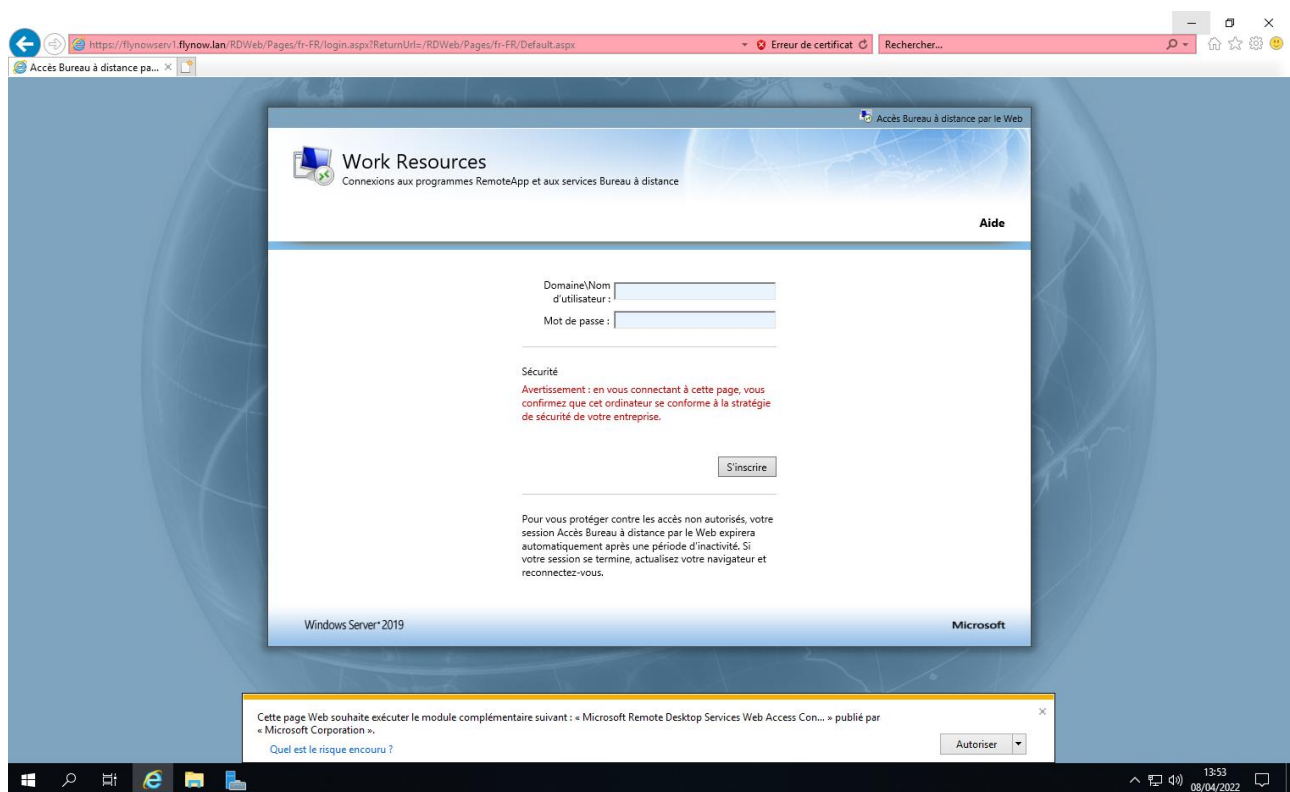 https://flynowserv1.flynow.lan/RDWeb/Pages/fr-FR/login.aspx?ReturnUrl=/RDWeb/Pages/fr-FR/Default.aspx Erreur de certificat Rechercher...
Accès Bureau à distance pa...
Accès Bureau à distance par le Web
Work Resources
Connexions aux programmes RemoteApp et aux services Bureau à distance
Aide
Domaine\Nom
d'utilisateur :
Mot de passe :
Sécurité
Avertissement : en vous connectant à cette page, vous
confirmez que cet ordinateur se conforme à la stratégie
de sécurité de votre entreprise.
S'inscrire
Pour vous protéger contre les accès non autorisés, votre
session Accès Bureau à distance par le Web expirera
automatiquement après une période d'inactivité. Si
votre session se termine, actualisez votre navigateur et
reconnectez-vous.
Windows Server® 2019 Microsoft
Cette page Web souhaite exécuter le module complémentaire suivant : « Microsoft Remote Desktop Services Web Access Con... » publié par
« Microsoft Corporation ».
Quel est le risque encouru ?
Autoriser
13:53
08/04/2022